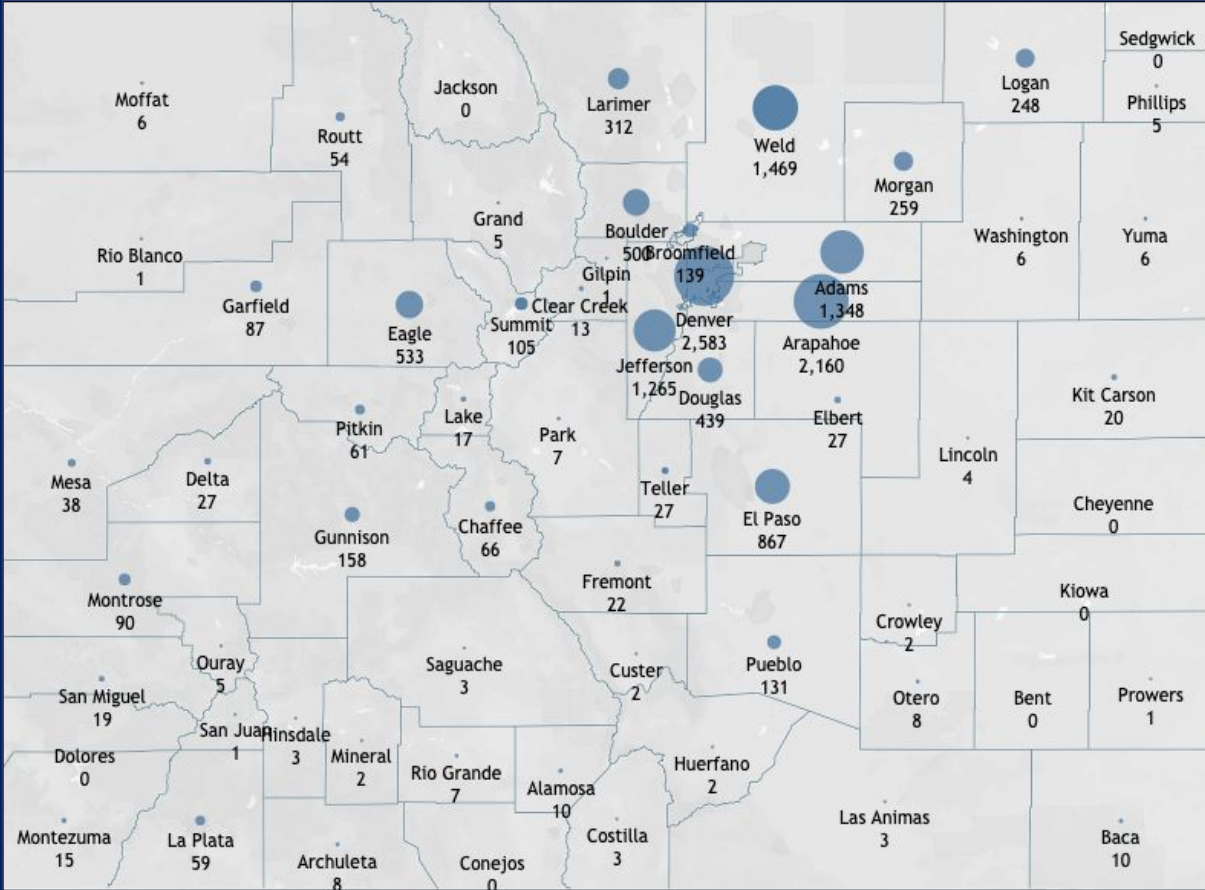 Sedgwick
0
Moffat
6
Jackson
0
Larimer
312
Logan
248
Phillips
5
Routt
54
Weld
1,469
Morgan
259
Grand
5
Boulder
500
Broomfield
139
Washington
6
Yuma
6
Rio Blanco
1
Gilpin
1
Garfield
87
Eagle
533
Summit
105
Clear Creek
13
Denver
2,583
Adams
1,348
Arapahoe
2,160
Jefferson
1,265
Douglas
439
Elbert
27
Kit Carson
20
Pitkin
61
Lake
17
Park
7
Lincoln
4
Mesa
38
Delta
27
Teller
27
Gunnison
158
Chaffee
66
El Paso
867
Cheyenne
0
Montrose
90
Fremont
22
Kiowa
0
Crowley
2
Ouray
5
Saguache
3
Custer
2
Pueblo
131
San Miguel
19
Otero
8
Bent
0
Prowers
1
San Juan
1
Hinsdale
3
Mineral
2
Dolores
0
Rio Grande
7
Alamosa
10
Huerfano
2
Montezuma
15
La Plata
59
Archuleta
8
Conejos
0
Costilla
3
Las Animas
3
Baca
10